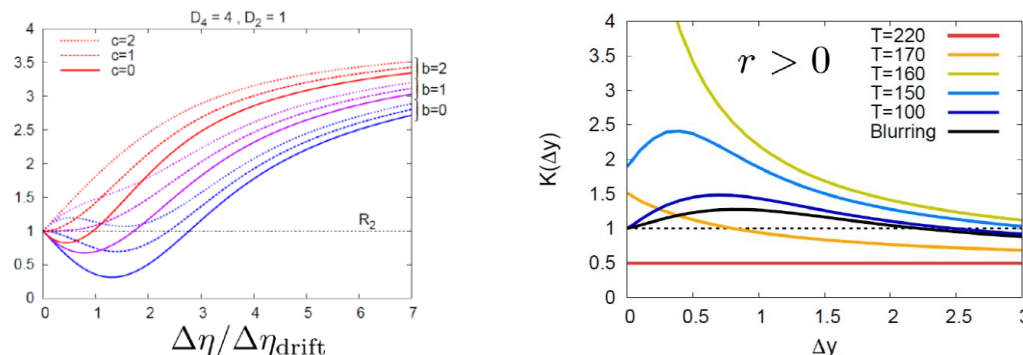 D₄ = 4 , D₂ = 1
4
3.5
3
2.5
2
1.5
1
0.5
0
c=2
c=1
c=0
b=2
b=1
b=0
R₂
0 1 2 3 4 5 6 7
Δη/Δη_drift
K(Δy)
4
3.5
3
2.5
2
1.5
1
0.5
0
r > 0
T=220
T=170
T=160
T=150
T=100
Blurring
0 0.5 1 1.5 2 2.5 3
Δy